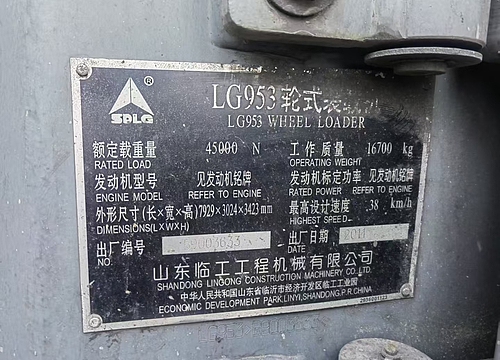 SDLG ®
LG953 轮式装载机
LG953 WHEEL LOADER
额定载重量 45000 N 工作质量 16700 kg
RATED LOAD OPERATING WEIGHT
发动机型号 见发动机铭牌 发动机标定功率 见发动机铭牌
ENGINE MODEL REFER TO ENGINE RATED POWER REFER TO ENGINE
外形尺寸(长×宽×高) 7929×3024×3423 mm 最高设计速度 38 km/h
DIMENSIONS(LXWXH) HIGHEST SPEED
出厂编号 出厂日期 2011
NO. DATE
山东临工工程机械有限公司
SHANDONG LINGONG CONSTRUCTION MACHINERY CO. LTD.
中华人民共和国山东省临沂市经济开发区临工工业园
ECONOMIC DEVELOPMENT PARK,LINYI,SHANDONG,P.R.CHINA